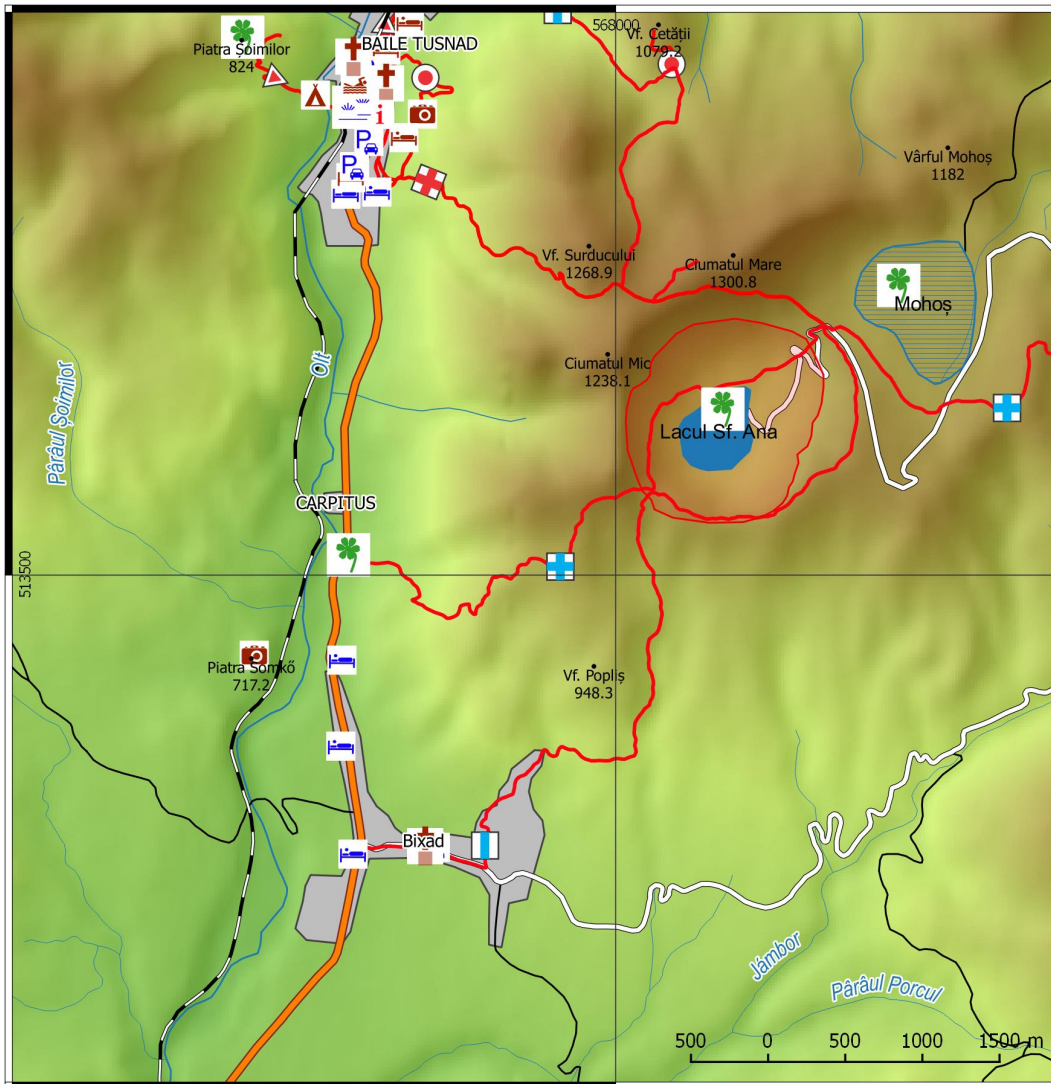 568000
Vf. Cetății
1079.2
Piatra Șoimilor
824
BAILE TUSNAD
i
P
P
Vârful Mohoș
1182
Vf. Surducului
1268.9
Ciumatul Mare
1300.8
Mohoș
Olt
Ciumatul Mic
1238.1
Pârâul Șoimilor
Lacul Sf. Ana
CARPITUS
513500
Piatra Sömkő
717.2
Vf. Popliș
948.3
Bixad
Jámbor
Pârâul Porcul
500 0 500 1000 1500 m